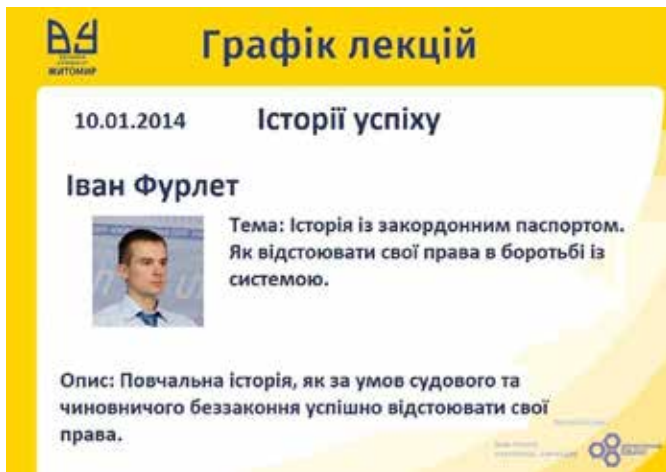 ЖИТОМИР
Графік лекцій
10.01.2014
Історії успіху
Іван Фурлет
Тема: Історія із закордонним паспортом.
Як відстоювати свої права в боротьбі із
системою.
Опис: Повчальна історія, як за умов судового та
чиновничого беззаконня успішно відстоювати свої
права.